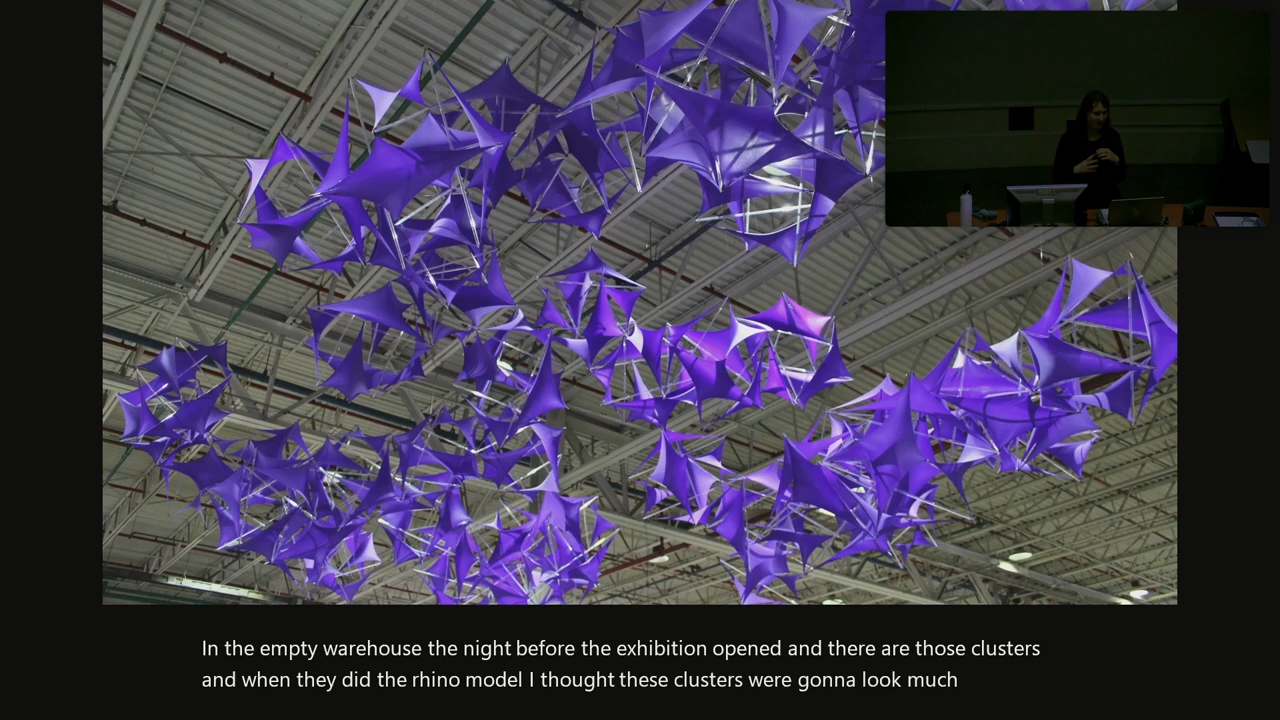 In the empty warehouse the night before the exhibition opened and there are those clusters
and when they did the rhino model I thought these clusters were gonna look much